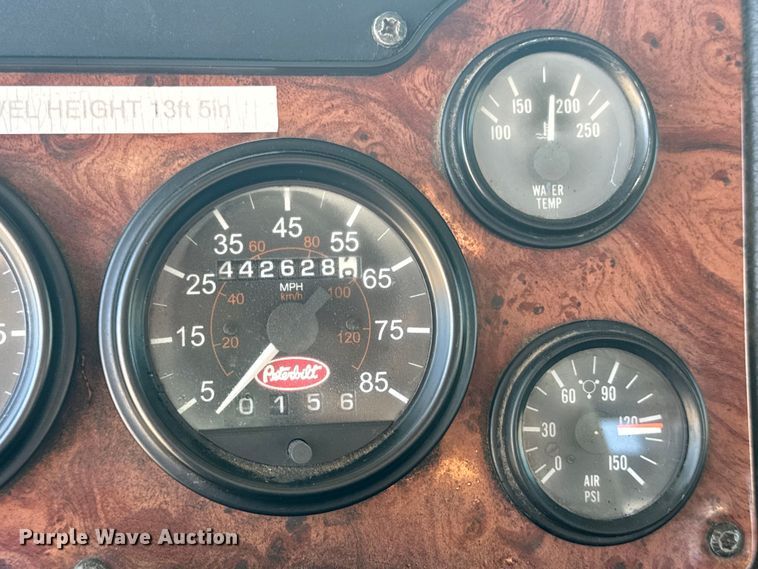 VEL HEIGHT 13ft 5in
100 150 200 250
WATER
TEMP
5 15 25 35 45 55 65 75 85
20 40 60 80 100 120
442628
MPH
km/h
Peterbilt
0156
5
0 30 60 90 120 150
AIR
PSI
Purple Wave Auction